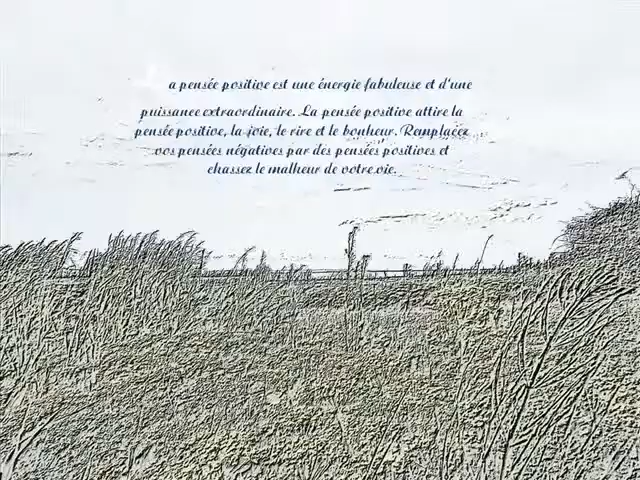 a pensée positive est une énergie fabuleuse et d'une
puissance extraordinaire. La pensée positive attire la
pensée positive, la joie, le rire et le bonheur. Remplacez
vos pensées négatives par des pensées positives et
chassez le malheur de votre vie.